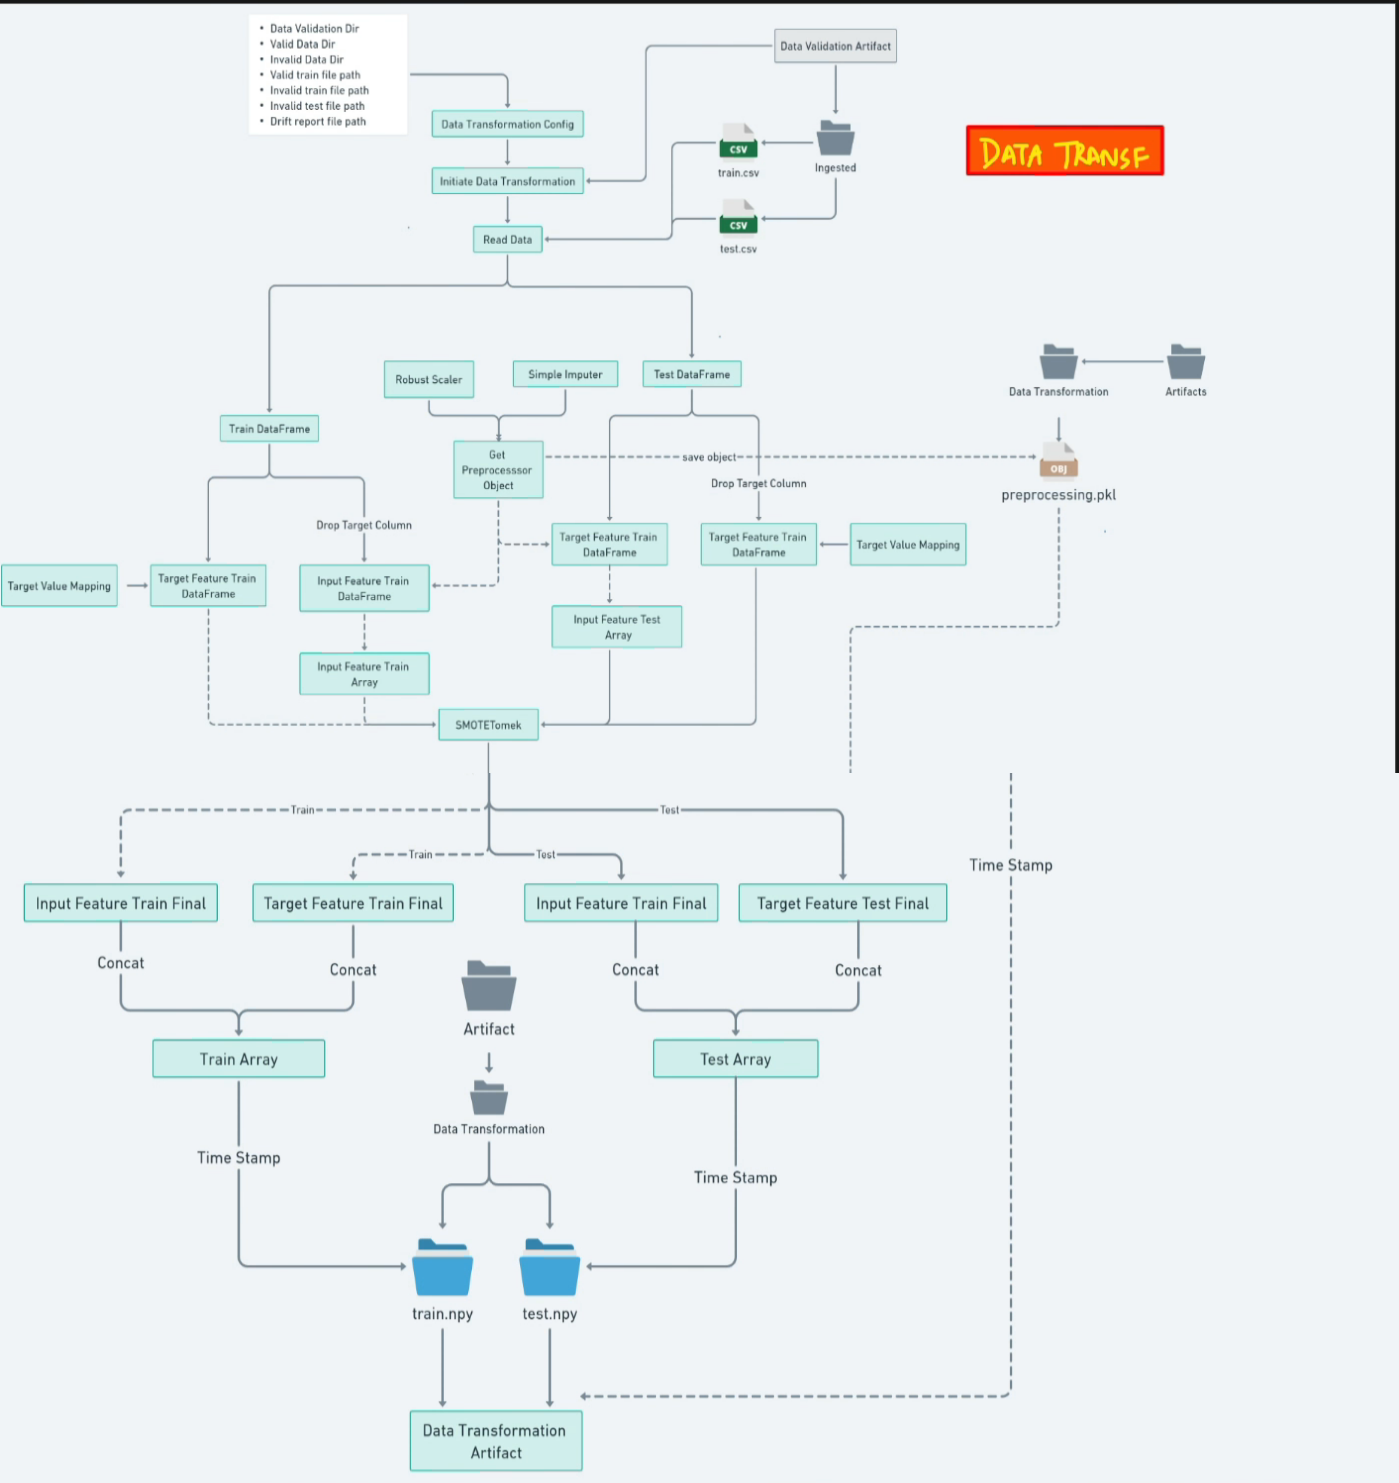 • Data Validation Dir
• Valid Data Dir
• Invalid Data Dir
• Valid train file path
• Invalid train file path
• Invalid test file path
• Drift report file path
Data Validation Artifact
Data Transformation Config
CSV
train.csv
Ingested
DATA TRANSF
Initiate Data Transformation
CSV
test.csv
Read Data
Robust Scaler
Simple Imputer
Test DataFrame
Data Transformation
Artifacts
Train DataFrame
Get
Preprocesssor
Object
save object
OBJ
preprocessing.pkl
Drop Target Column
Drop Target Column
Target Feature Train
DataFrame
Target Feature Train
DataFrame
Target Value Mapping
Target Value Mapping
Target Feature Train
DataFrame
Input Feature Train
DataFrame
Input Feature Test
Array
Input Feature Train
Array
SMOTETomek
Train
Test
Train
Test
Time Stamp
Input Feature Train Final
Target Feature Train Final
Input Feature Train Final
Target Feature Test Final
Concat
Concat
Concat
Concat
Artifact
Train Array
Test Array
Data Transformation
Time Stamp
Time Stamp
train.npy
test.npy
Data Transformation
Artifact